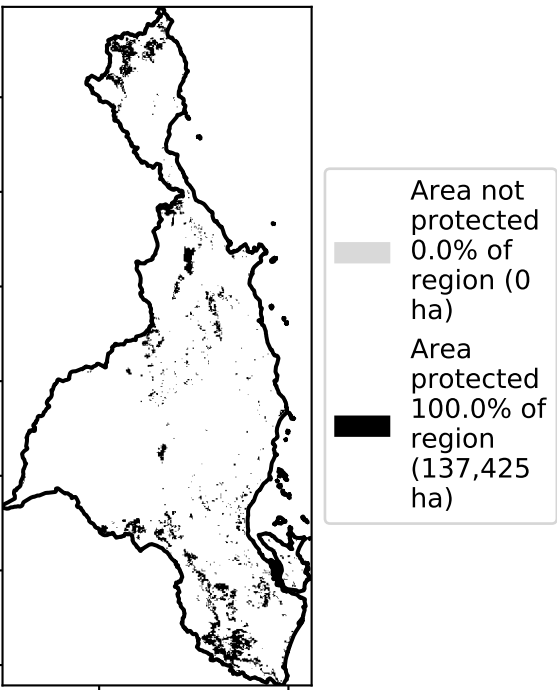 Area not
protected
0.0% of
region (0
ha)
Area
protected
100.0% of
region
(137,425
ha)